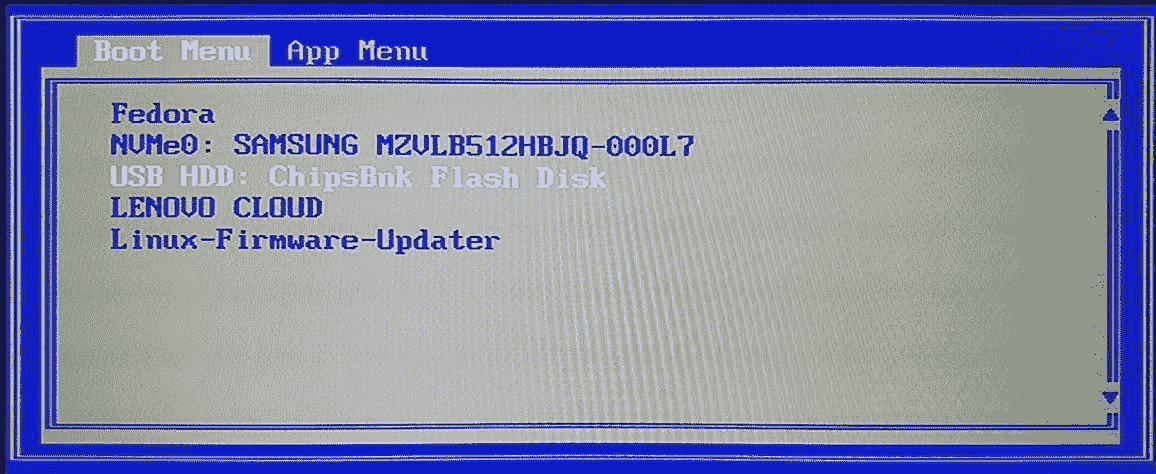 Boot Menu App Menu
Fedora
NVMe0: SAMSUNG MZVLB512HBJQ-000L7
USB HDD: ChipsBnk Flash Disk
LENOVO CLOUD
Linux-Firmware-Updater